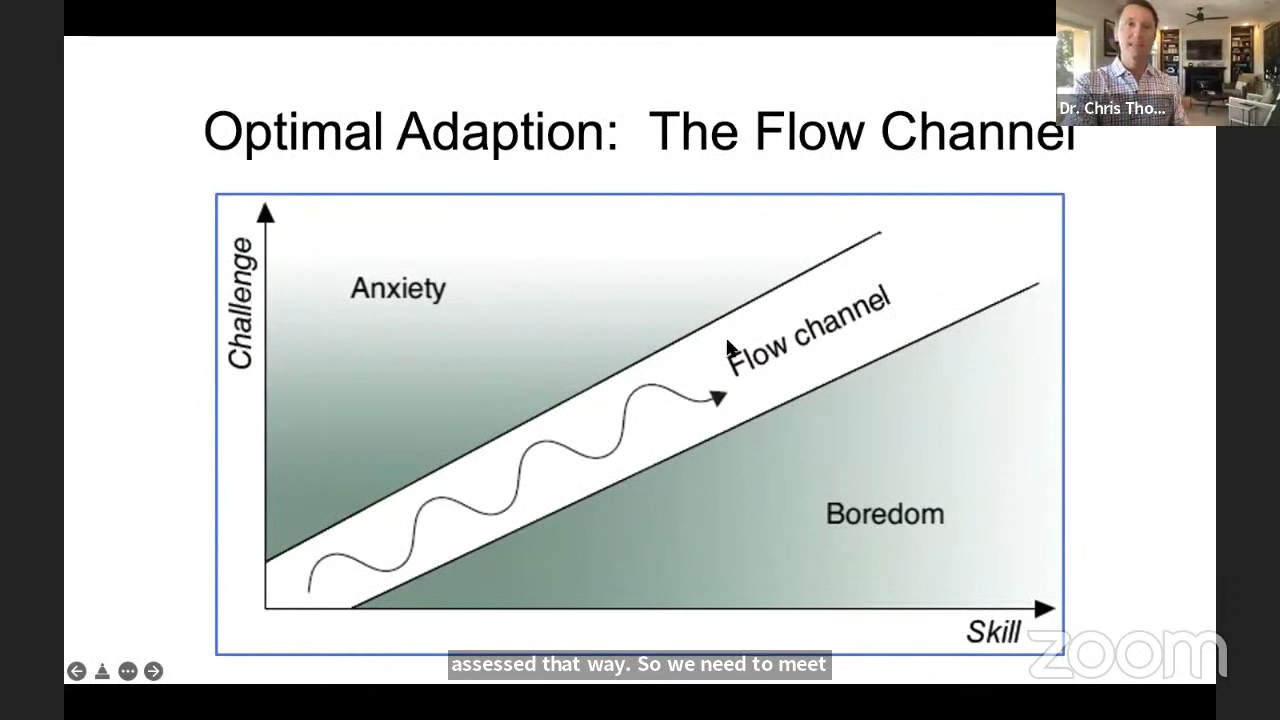 Dr. Chris Tho...
Optimal Adaption:  The Flow Channel
Challenge
Anxiety
Flow channel
Boredom
Skill
zoom
assessed that way. So we need to meet